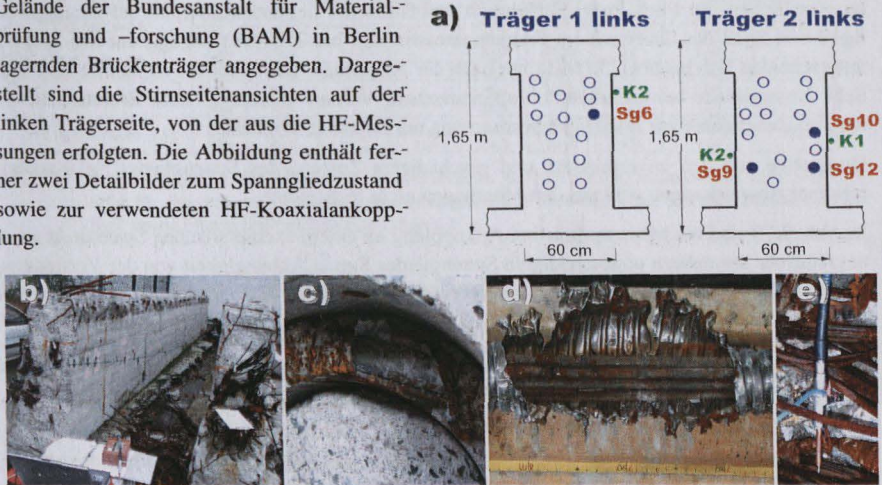 Gelände der Bundesanstalt für Material-
prüfung und –forschung (BAM) in Berlin
lagernder Brückenträger angegeben. Darge-
stellt sind die Stirnseitenansichten auf der
linken Trägerseite, von der aus die HF-Mes-
sungen erfolgten. Die Abbildung enthält fer-
ner zwei Detailbilder zum Spanngliedzustand
sowie zur verwendeten HF-Koaxialankopp-
lung.
a) Träger 1 links Träger 2 links
K2
Sg6
1,65 m
60 cm
Sg10
K1
1,65 m
K2
Sg9
Sg12
60 cm
b) c) d) e)